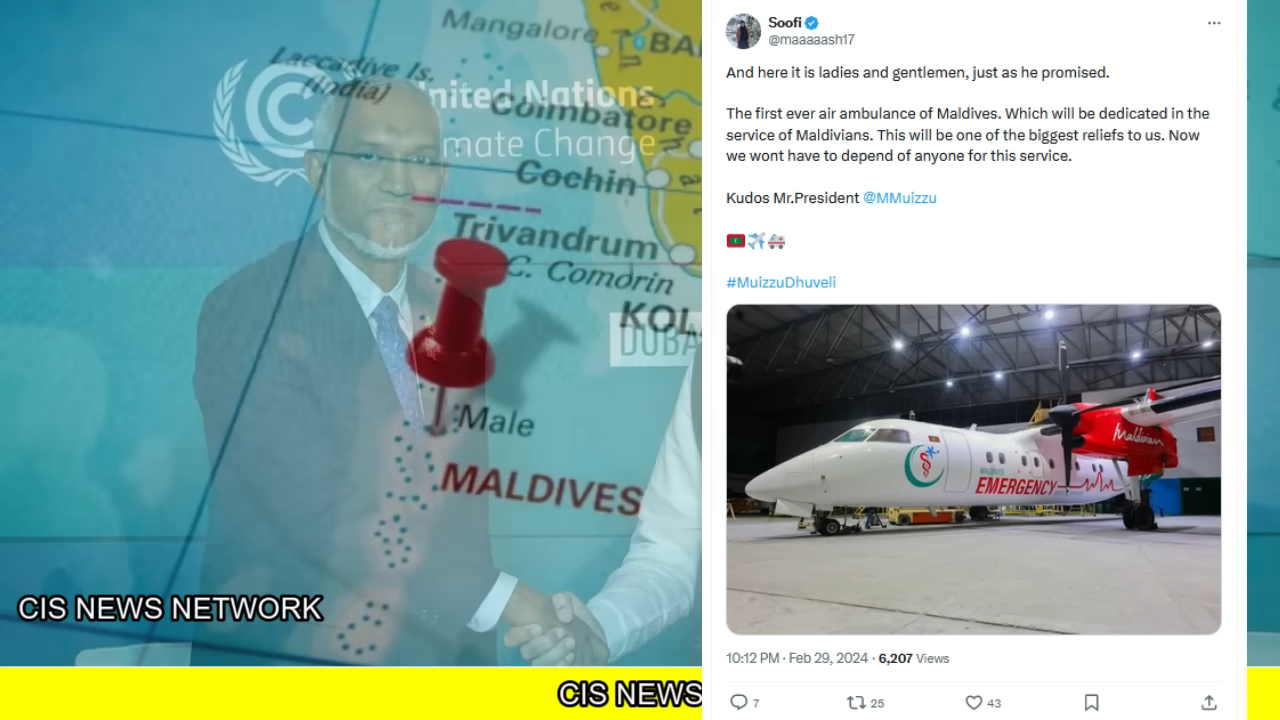 Mangalore
BA
Laccadive Is.
(India)
United Nations
Climate Change
Coimbatore
Cochin
Trivandrum
C. Comorin
KOL
DUBA
Male
MALDIVES
CIS NEWS NETWORK
CIS NEWS
Soofi
@maaaaash17
And here it is ladies and gentlemen, just as he promised.
The first ever air ambulance of Maldives. Which will be dedicated in the
service of Maldivians. This will be one of the biggest reliefs to us. Now
we wont have to depend of anyone for this service.
Kudos Mr.President @MMuizzu
#MuizzuDhuveli
Maldivian
MALDIVES
EMERGENCY
10:12 PM · Feb 29, 2024 · 6,207 Views
7
25
43